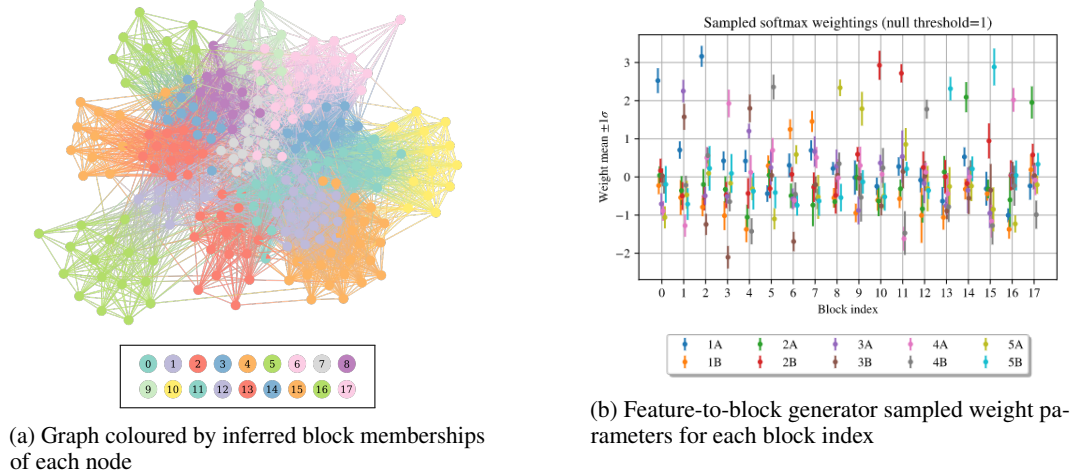 0 1 2 3 4 5 6 7 8
9 10 11 12 13 14 15 16 17
(a) Graph coloured by inferred block memberships
of each node
Sampled softmax weightings (null threshold=1)
Weight mean ±1σ
3
2
1
0
−1
−2
0 1 2 3 4 5 6 7 8 9 10 11 12 13 14 15 16 17
Block index
1A 2A 3A 4A 5A
1B 2B 3B 4B 5B
(b) Feature-to-block generator sampled weight pa-
rameters for each block index